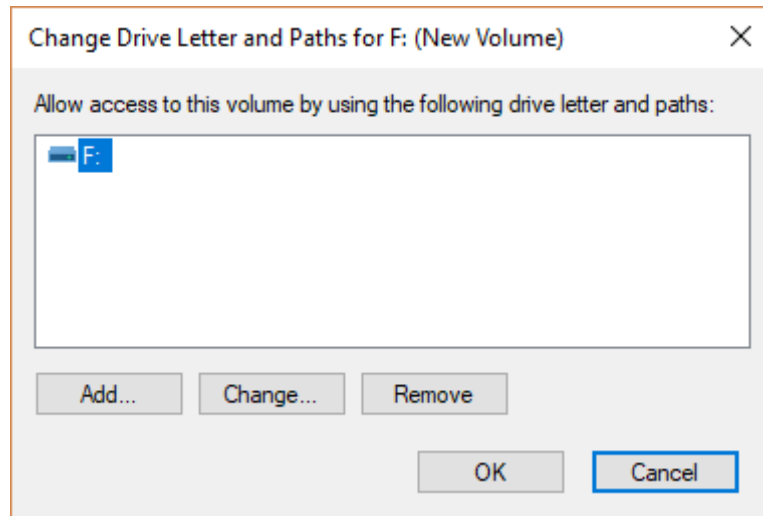 Change Drive Letter and Paths for F: (New Volume)
Allow access to this volume by using the following drive letter and paths:
F:
Add... Change... Remove
OK Cancel